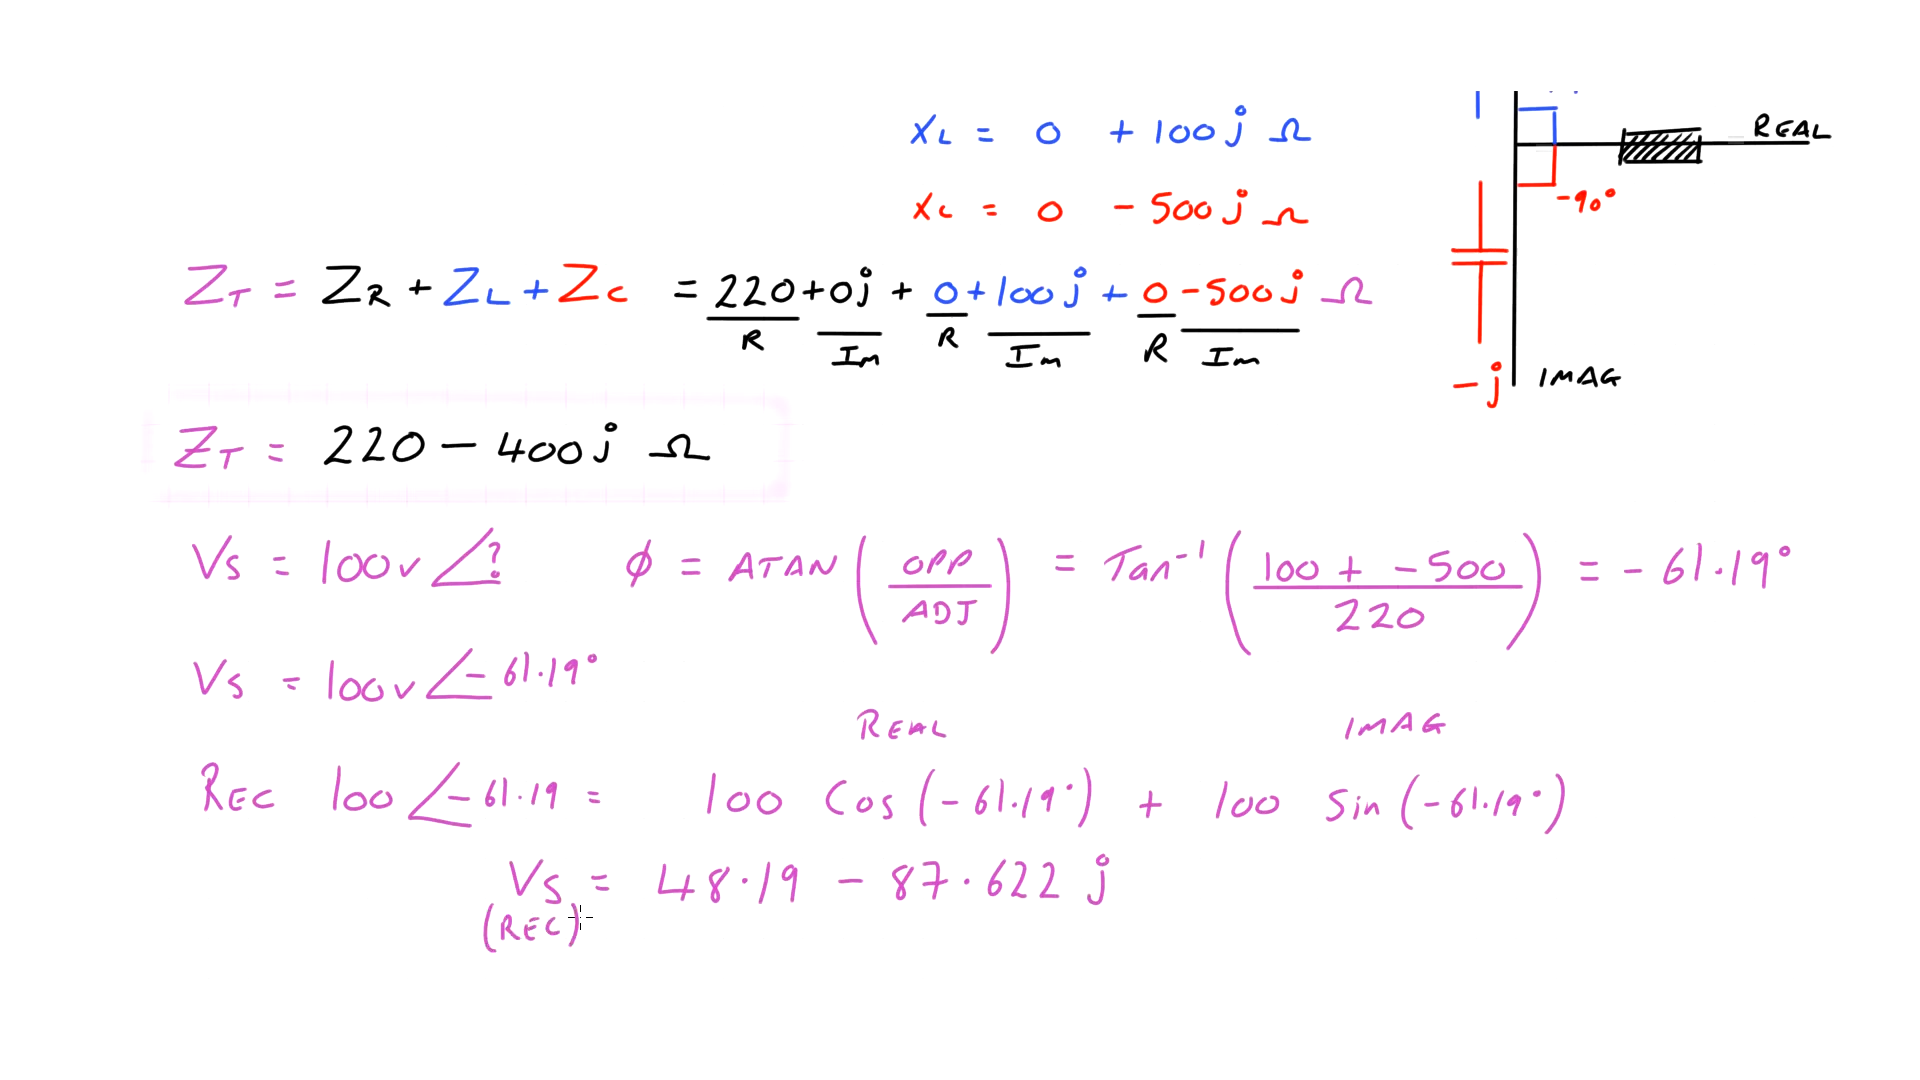 XL = 0 + 100j Ω
REAL
XC = 0 - 500j Ω
-90°
ZT = ZR + ZL + ZC = 220+0j + 0+100j + 0-500j Ω
R Im R Im R Im
-j IMAG
ZT = 220 - 400j Ω
Vs = 100v ∠? φ = ATAN (OPP/ADJ) = Tan⁻¹ (100 + -500/220) = -61.19°
Vs = 100v ∠-61.19°
REAL IMAG
REC 100 ∠-61.19 = 100 Cos (-61.19°) + 100 Sin (-61.19°)
Vs = 48.19 - 87.622 j
(REC)